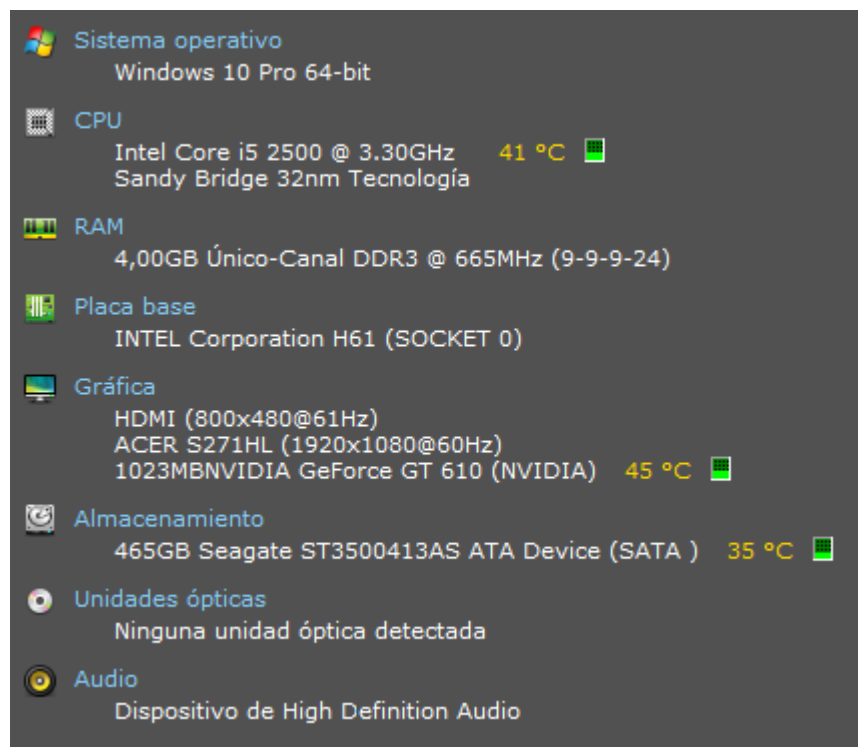 Sistema operativo
Windows 10 Pro 64-bit
CPU
Intel Core i5 2500 @ 3.30GHz 41 °C
Sandy Bridge 32nm Tecnología
RAM
4,00GB Único-Canal DDR3 @ 665MHz (9-9-9-24)
Placa base
INTEL Corporation H61 (SOCKET 0)
Gráfica
HDMI (800x480@61Hz)
ACER S271HL (1920x1080@60Hz)
1023MBNVIDIA GeForce GT 610 (NVIDIA) 45 °C
Almacenamiento
465GB Seagate ST3500413AS ATA Device (SATA ) 35 °C
Unidades ópticas
Ninguna unidad óptica detectada
Audio
Dispositivo de High Definition Audio